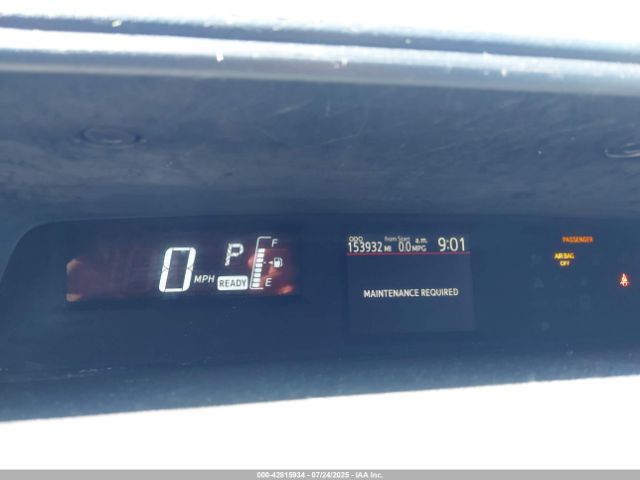 0 MPH
P
READY
F
E
ODO from Start a.m.
153932 MI 0.0 MPG 9:01
MAINTENANCE REQUIRED
PASSENGER
AIR BAG
OFF
000-42815934 - 07/24/2025 - IAA Inc.